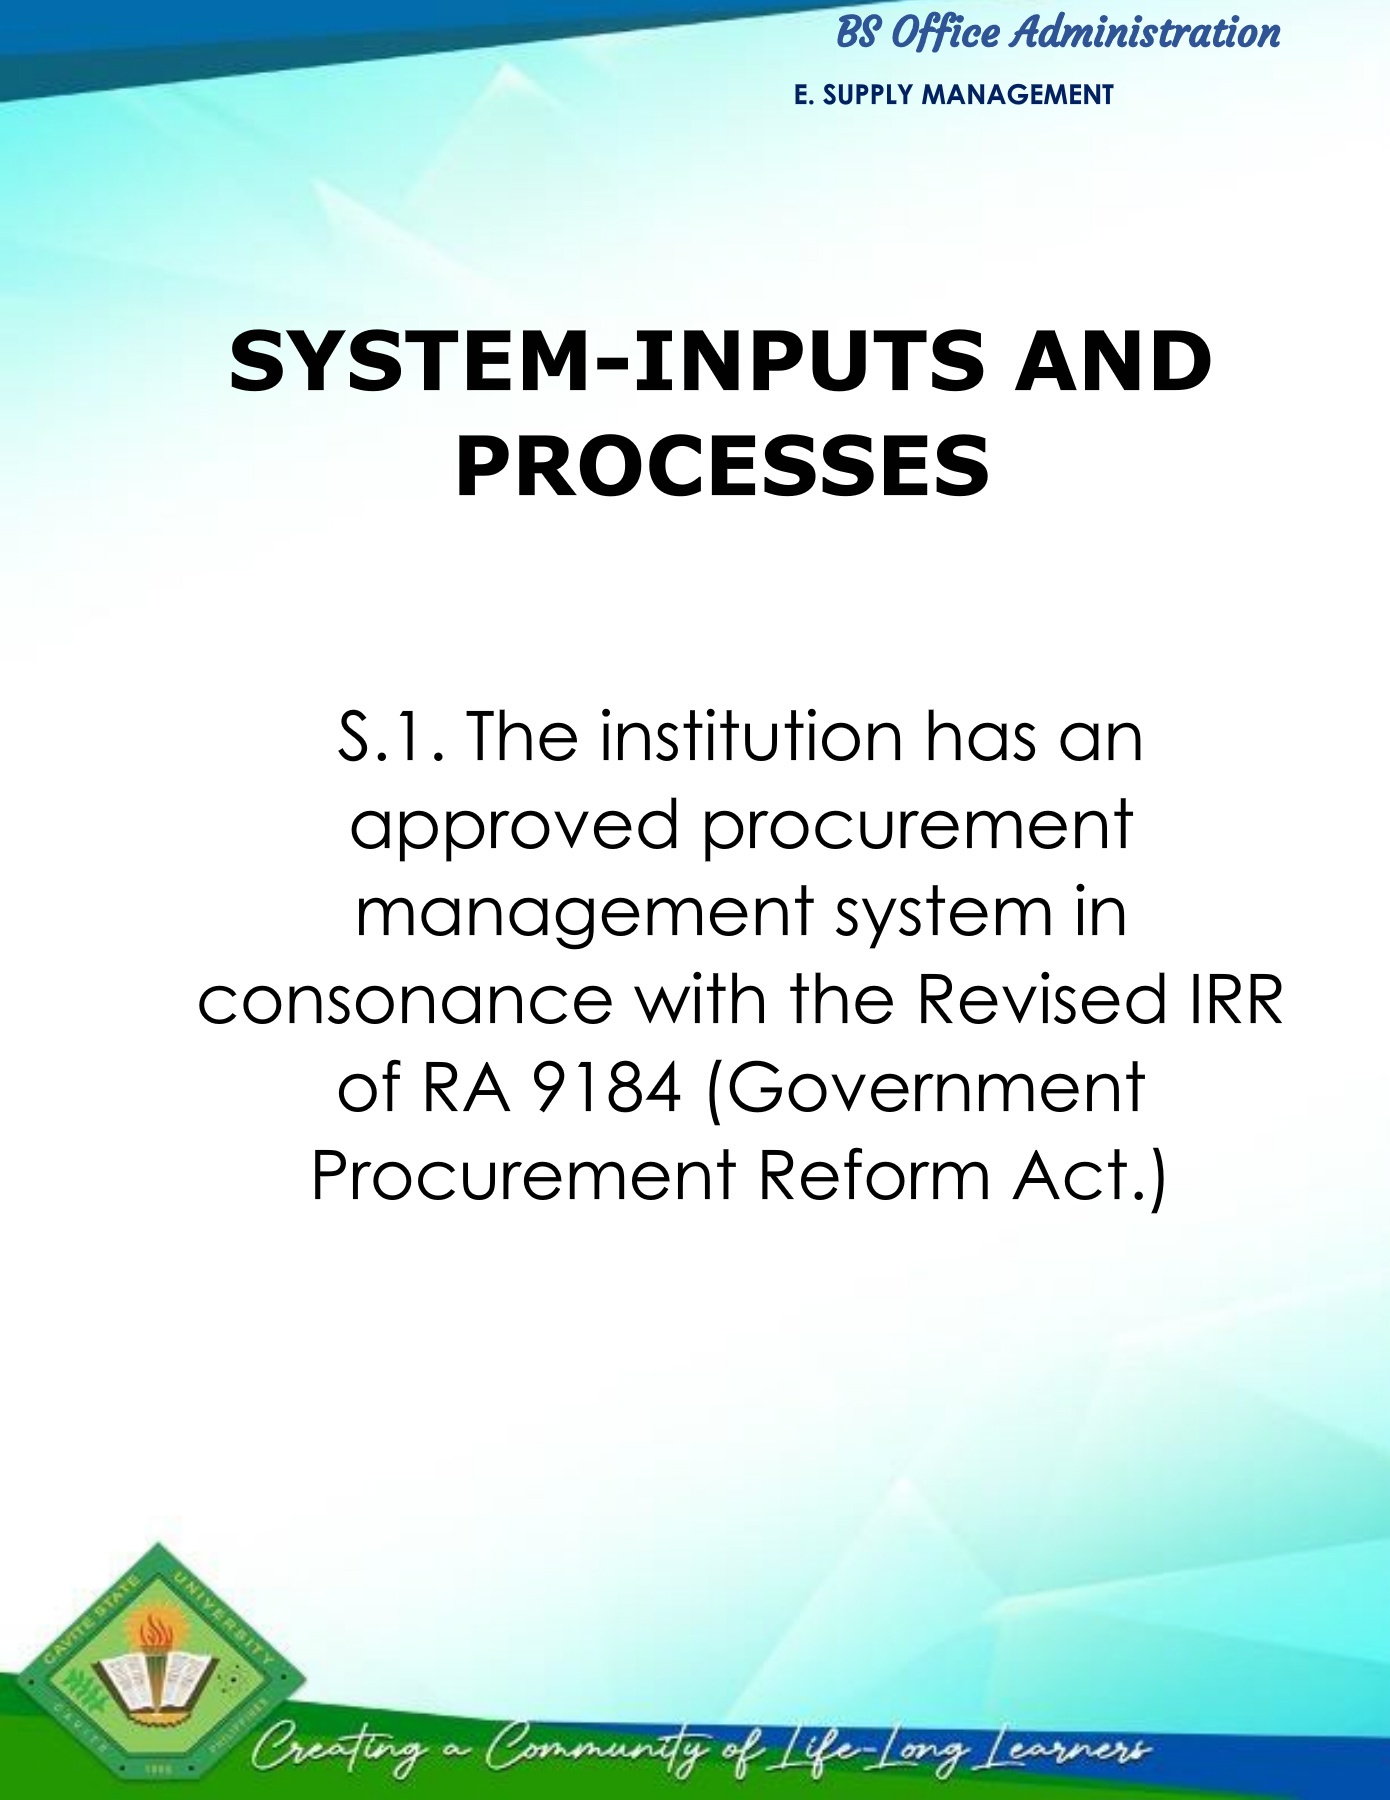 BS Office Administration
E. SUPPLY MANAGEMENT
SYSTEM-INPUTS AND
PROCESSES
S.1. The institution has an
approved procurement
management system in
consonance with the Revised IRR
of RA 9184 (Government
Procurement Reform Act.)
CAVITE STATE UNIVERSITY
CAVITE
PHILIPPINES
1906
Creating a Community of Life-Long Learners